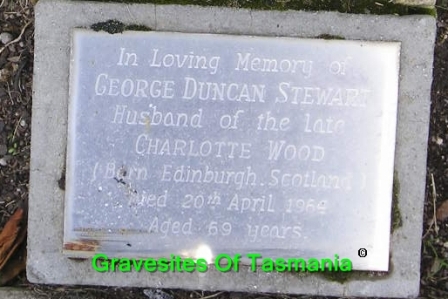 In Loving Memory of
GEORGE DUNCAN STEWART
Husband of the late
CHARLOTTE WOOD
(Born Edinburgh. Scotland)
Died 20th April 1969
Aged 69 years.
Gravesites Of Tasmania ©